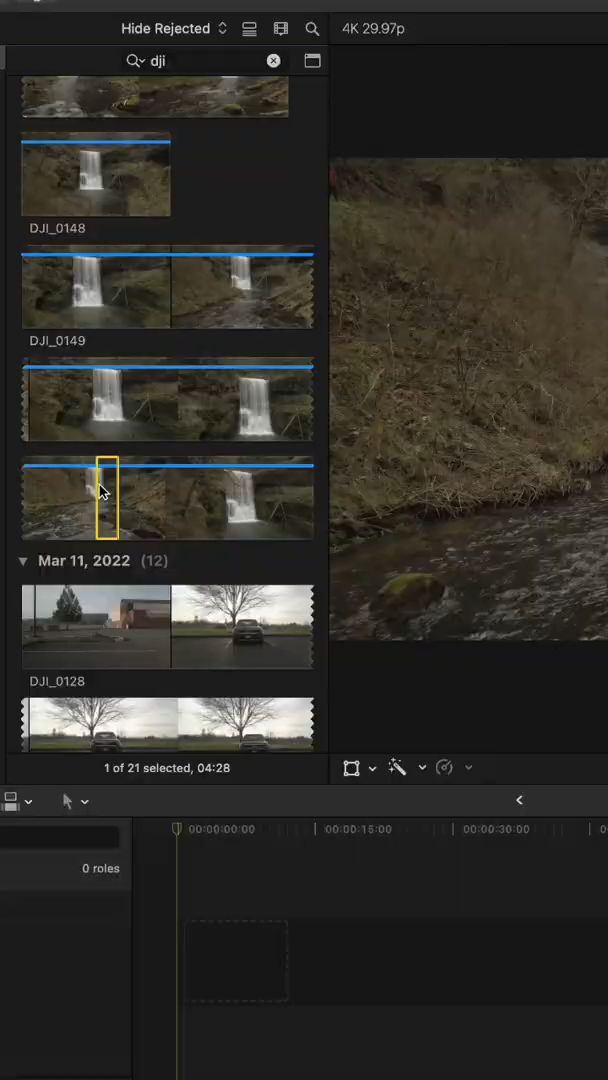 Hide Rejected
4K 29.97p
dji
DJI_0148
DJI_0149
Mar 11, 2022 (12)
DJI_0128
1 of 21 selected, 04:28
00:00:00:00 00:00:15:00 00:00:30:00 0
0 roles